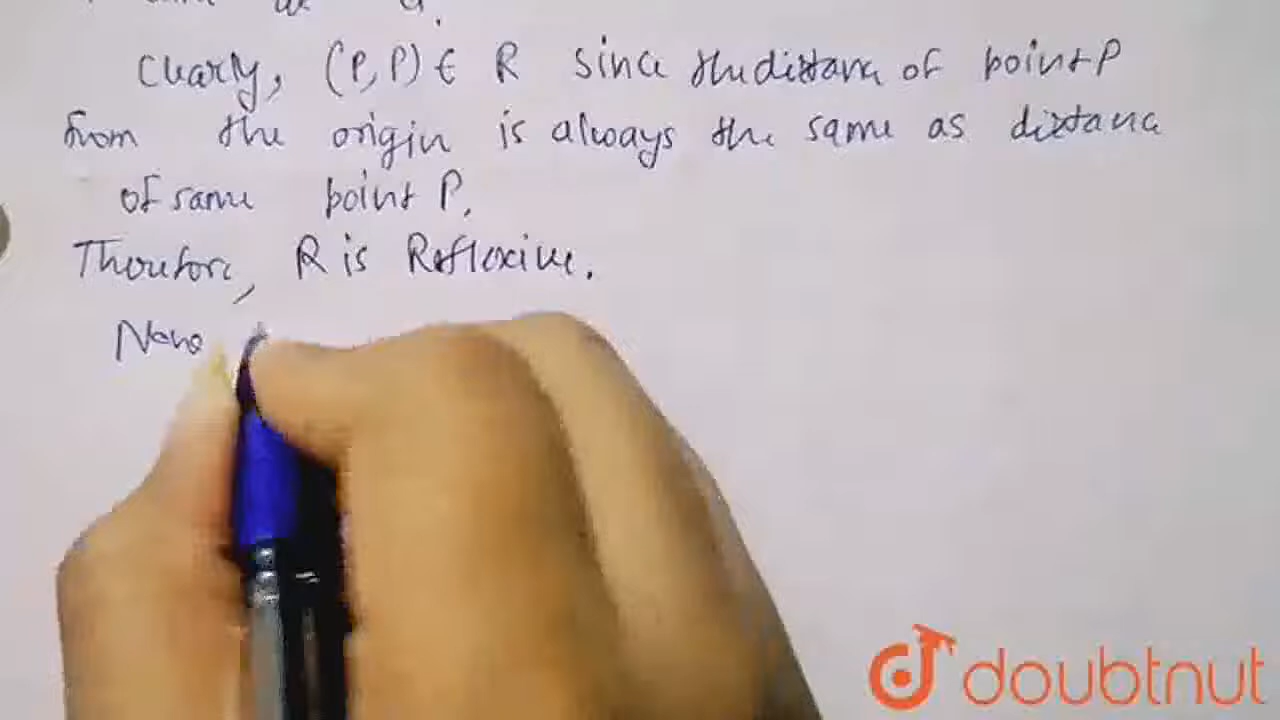 Clearly, (P,P) ∈ R since the distance of point P
from the origin is always the same as distance
of same point P.
Therefore, R is Reflexive.
Now
doubtnut